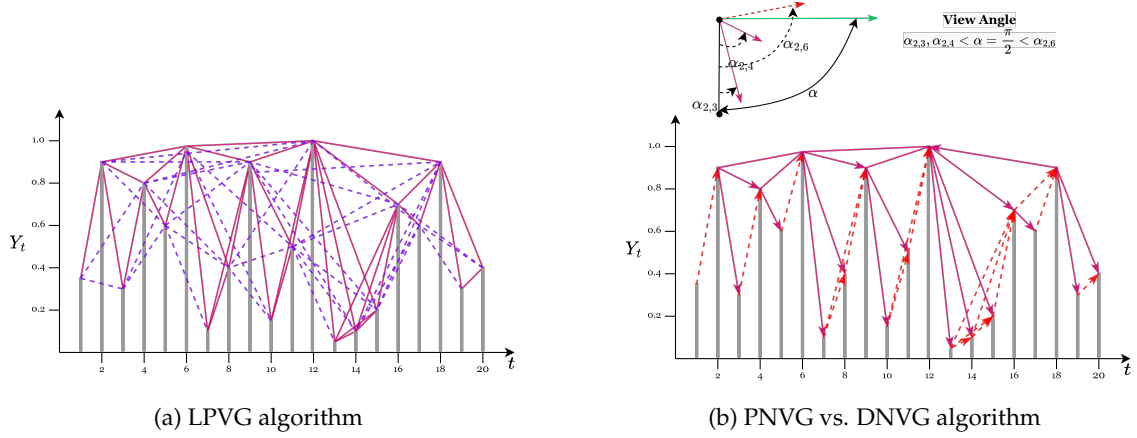 View Angle
α₂,₃, α₂,₄ < α = π/2 < α₂,₆
α₂,₆
α₂,₄
α
α₂,₃
1.0
0.8
0.6
0.4
0.2
Yₜ
2 4 6 8 10 12 14 16 18 20
t
(a) LPVG algorithm
1.0
0.8
0.6
0.4
0.2
Yₜ
2 4 6 8 10 12 14 16 18 20
t
(b) PNVG vs. DNVG algorithm